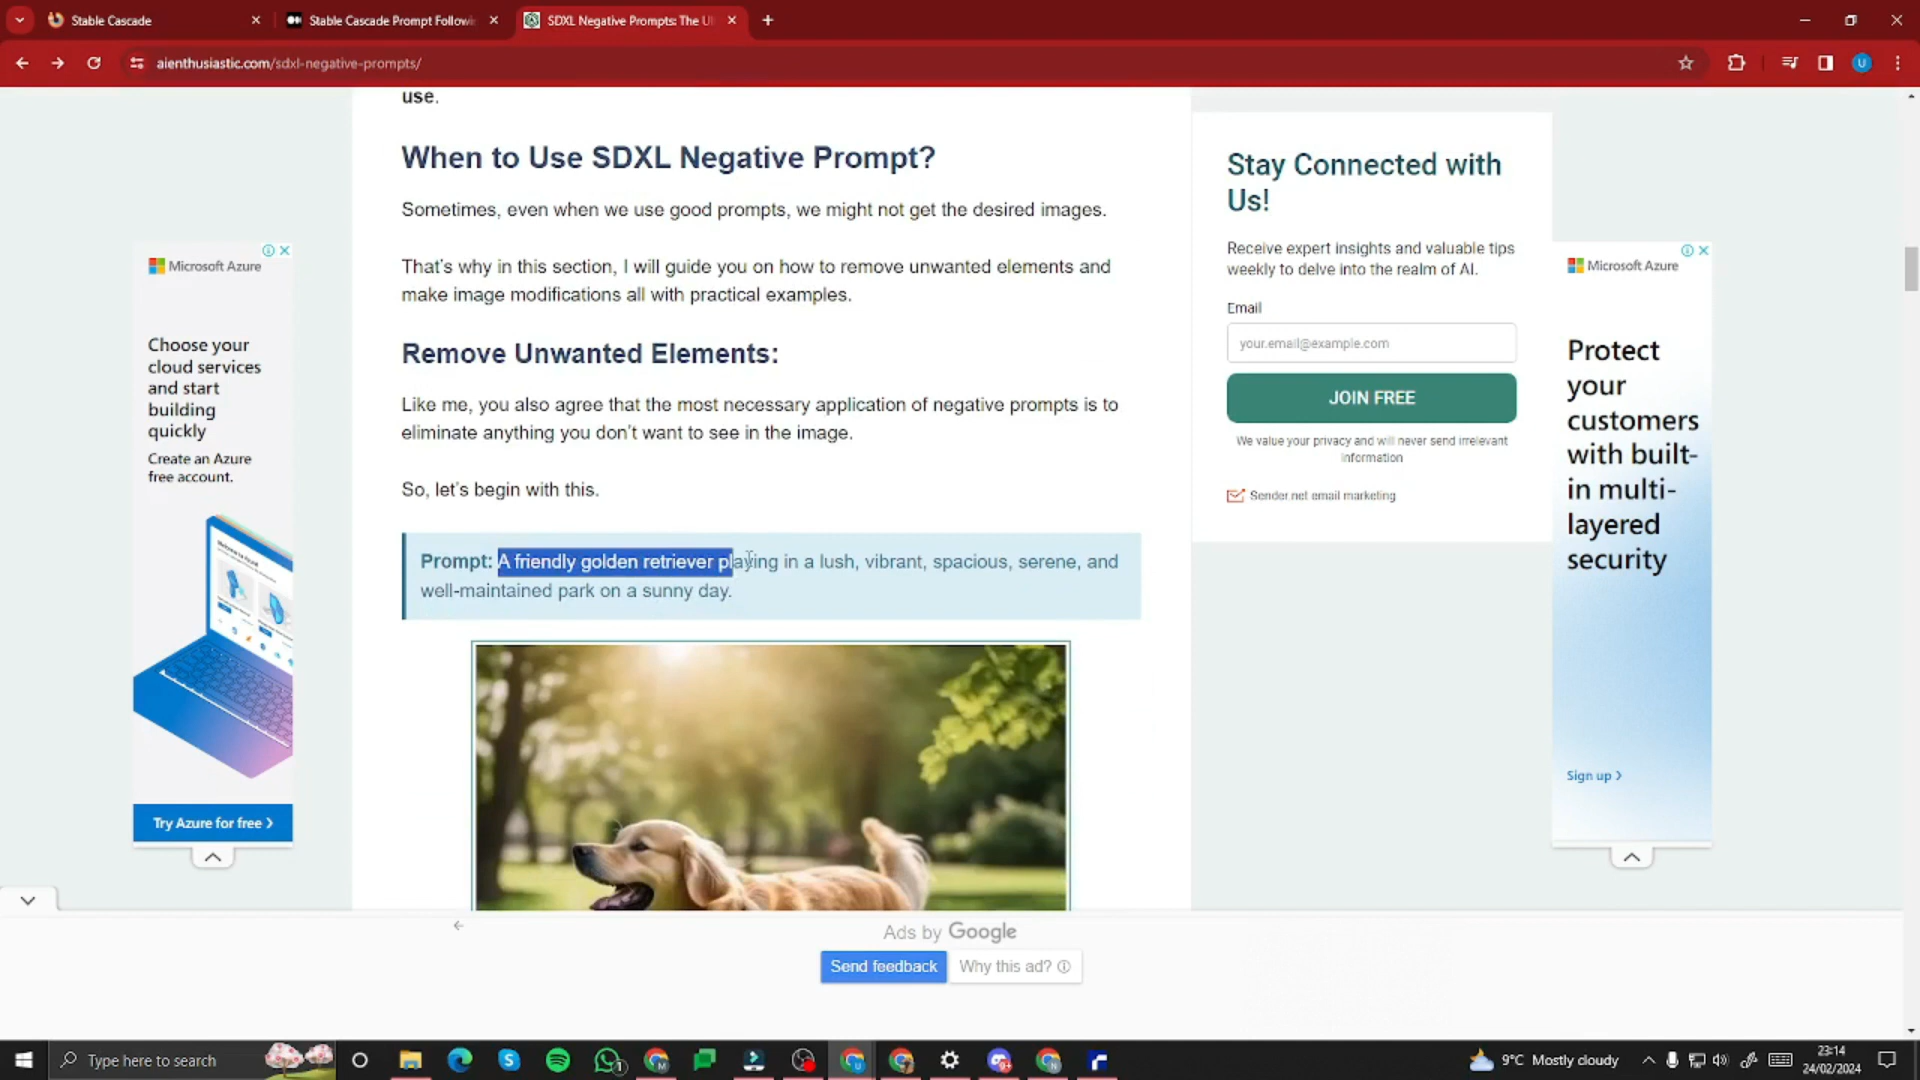 Stable Cascade
Stable Cascade Prompt Followi
SDXL Negative Prompts: The Ul
aienthusiastic.com/sdxl-negative-prompts/
use.
When to Use SDXL Negative Prompt?
Sometimes, even when we use good prompts, we might not get the desired images.
That's why in this section, I will guide you on how to remove unwanted elements and
make image modifications all with practical examples.
Remove Unwanted Elements:
Like me, you also agree that the most necessary application of negative prompts is to
eliminate anything you don't want to see in the image.
So, let's begin with this.
Prompt: A friendly golden retriever playing in a lush, vibrant, spacious, serene, and
well-maintained park on a sunny day.
Stay Connected with
Us!
Receive expert insights and valuable tips
weekly to delve into the realm of AI.
Email
your.email@example.com
JOIN FREE
We value your privacy and will never send irrelevant
information
Sender.net email marketing
Microsoft Azure
Choose your
cloud services
and start
building
quickly
Create an Azure
free account.
Try Azure for free >
Microsoft Azure
Protect
your
customers
with built-
in multi-
layered
security
Sign up >
Ads by Google
Send feedback
Why this ad?
Type here to search
1
9°C Mostly cloudy
23:14
24/02/2024